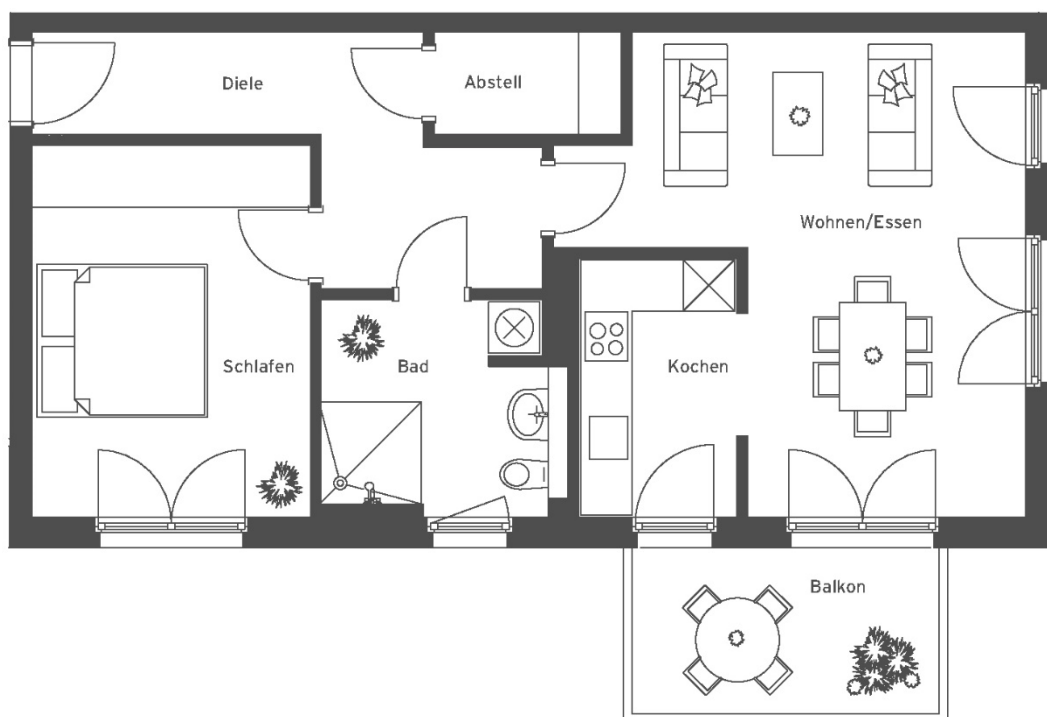 Diele
Abstell
Wohnen/Essen
Schlafen
Bad
Kochen
Balkon